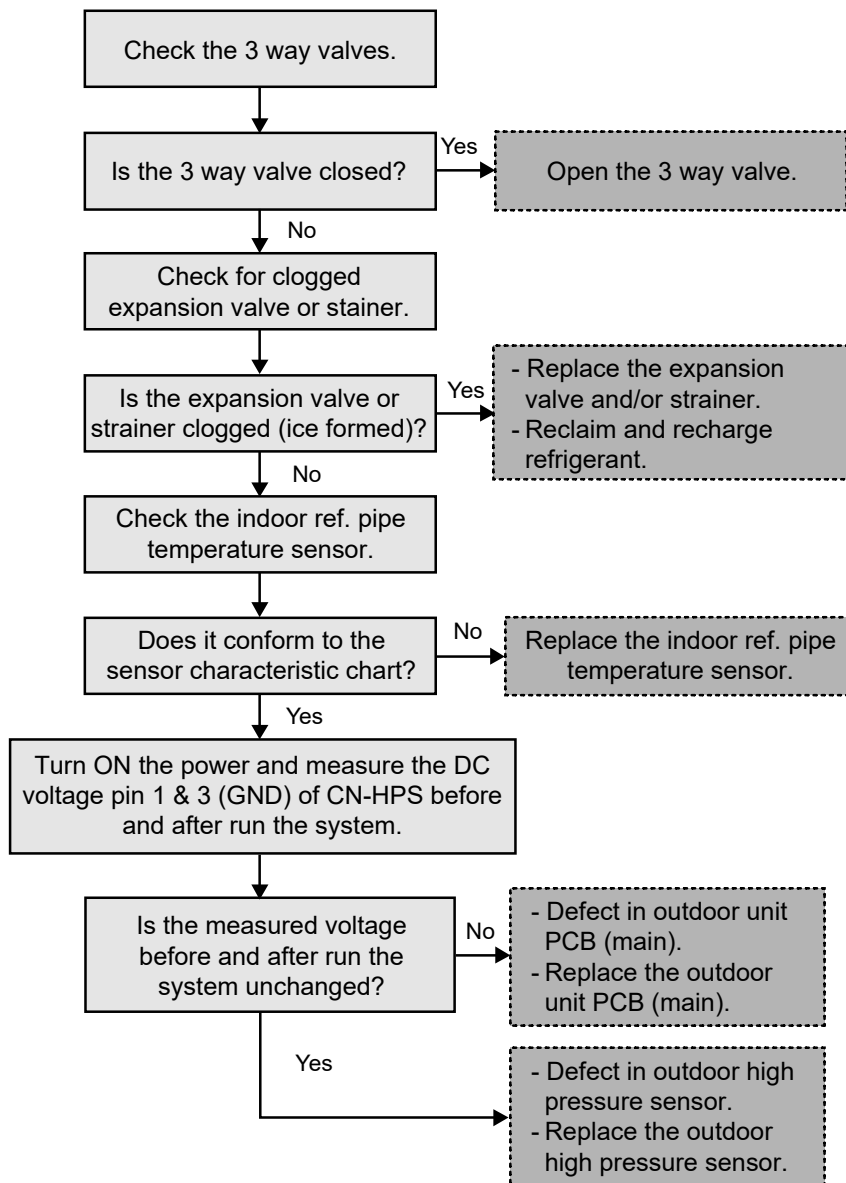 Check the 3 way valves.
Is the 3 way valve closed?
Yes
Open the 3 way valve.
No
Check for clogged
expansion valve or stainer.
Is the expansion valve or
strainer clogged (ice formed)?
Yes
- Replace the expansion
valve and/or strainer.
- Reclaim and recharge
refrigerant.
No
Check the indoor ref. pipe
temperature sensor.
Does it conform to the
sensor characteristic chart?
No
Replace the indoor ref. pipe
temperature sensor.
Yes
Turn ON the power and measure the DC
voltage pin 1 & 3 (GND) of CN-HPS before
and after run the system.
Is the measured voltage
before and after run the
system unchanged?
No
- Defect in outdoor unit
PCB (main).
- Replace the outdoor
unit PCB (main).
Yes
- Defect in outdoor high
pressure sensor.
- Replace the outdoor
high pressure sensor.